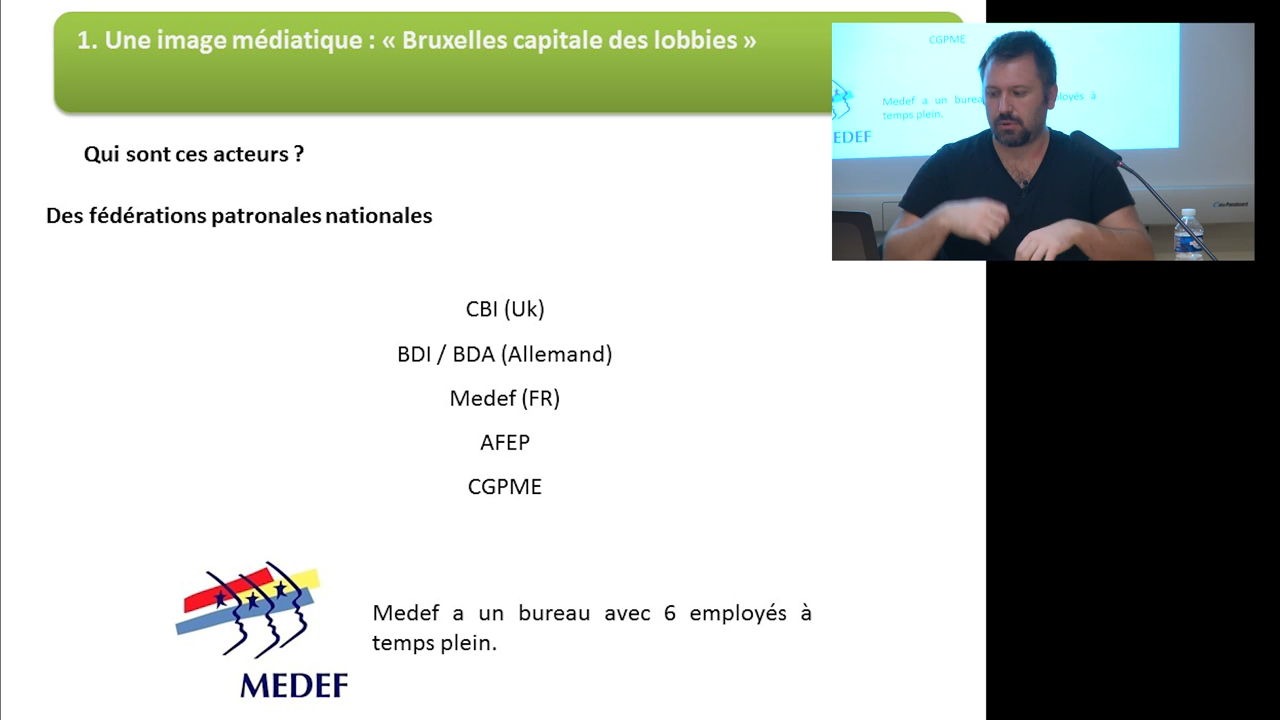 1. Une image médiatique : « Bruxelles capitale des lobbies »
Qui sont ces acteurs ?
Des fédérations patronales nationales
CBI (Uk)
BDI / BDA (Allemand)
Medef (FR)
AFEP
CGPME
Medef a un bureau avec 6 employés à
temps plein.
MEDEF
CGPME
Medef a un burea
loyés à
temps plein.
EDEF